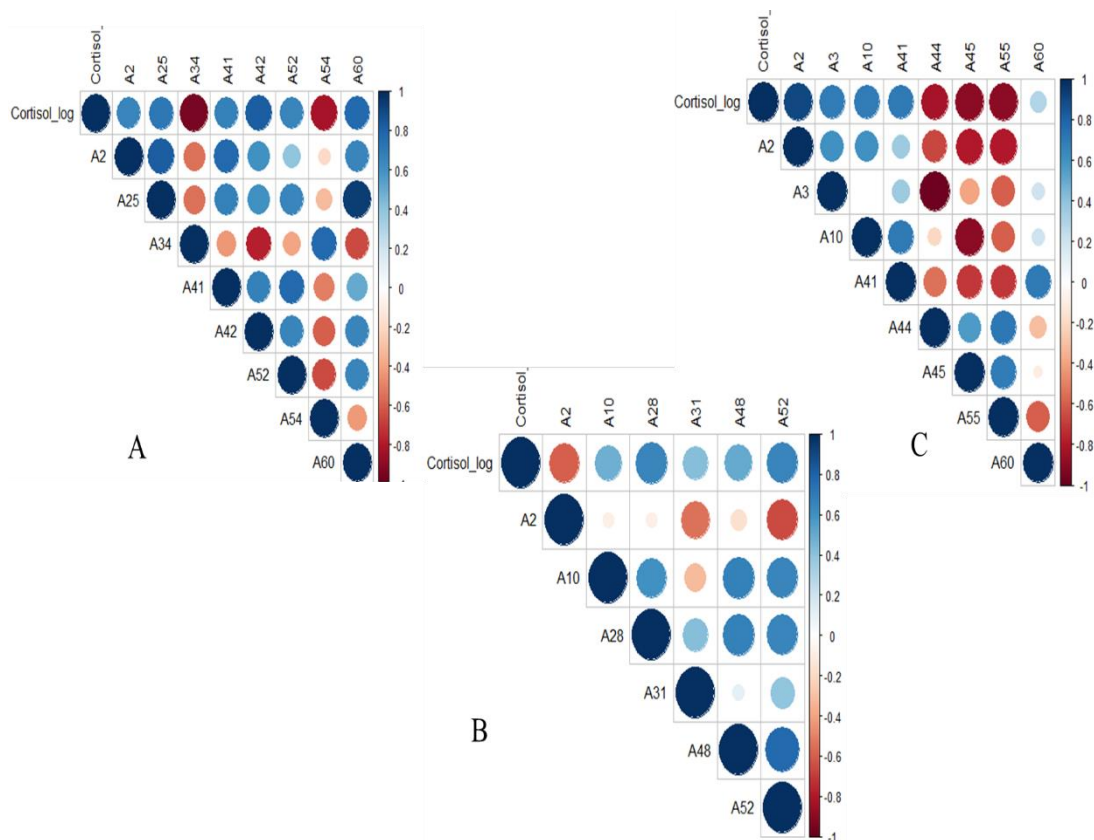 Cortisol_
A2
A25
A34
A41
A42
A52
A54
A60
Cortisol_log
A2
A25
A34
A41
A42
A52
A54
A60
1
0.8
0.6
0.4
0.2
0
-0.2
-0.4
-0.6
-0.8
A
Cortisol_
A2
A10
A28
A31
A48
A52
Cortisol_log
A2
A10
A28
A31
A48
A52
1
0.8
0.6
0.4
0.2
0
-0.2
-0.4
-0.6
-0.8
-1
B
C
Cortisol_
A2
A3
A10
A41
A44
A45
A55
A60
Cortisol_log
A2
A3
A10
A41
A44
A45
A55
A60
1
0.8
0.6
0.4
0.2
0
-0.2
-0.4
-0.6
-0.8
-1